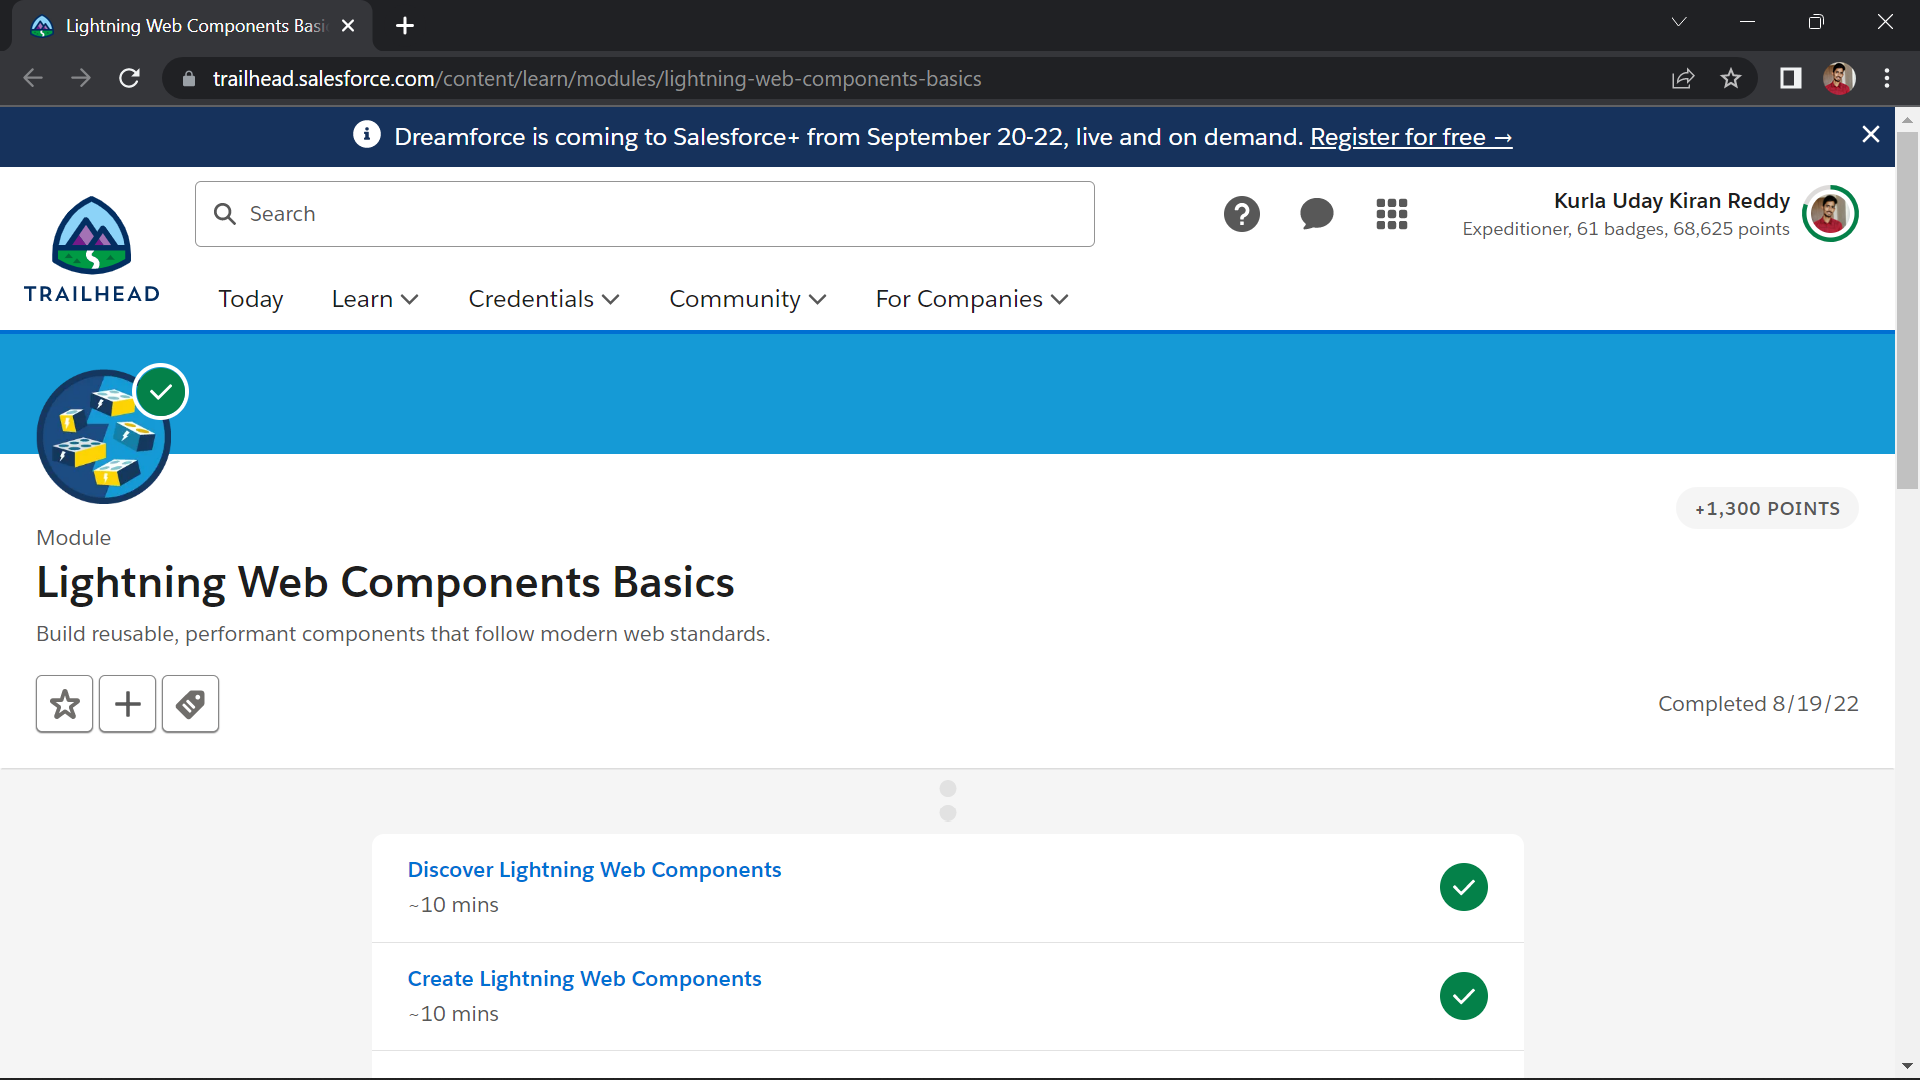 Lightning Web Components Basi
trailhead.salesforce.com/content/learn/modules/lightning-web-components-basics
Dreamforce is coming to Salesforce+ from September 20-22, live and on demand. Register for free →
TRAILHEAD
Search
Kurla Uday Kiran Reddy
Expeditioner, 61 badges, 68,625 points
Today
Learn
Credentials
Community
For Companies
+1,300 POINTS
Module
Lightning Web Components Basics
Build reusable, performant components that follow modern web standards.
Completed 8/19/22
Discover Lightning Web Components
~10 mins
Create Lightning Web Components
~10 mins